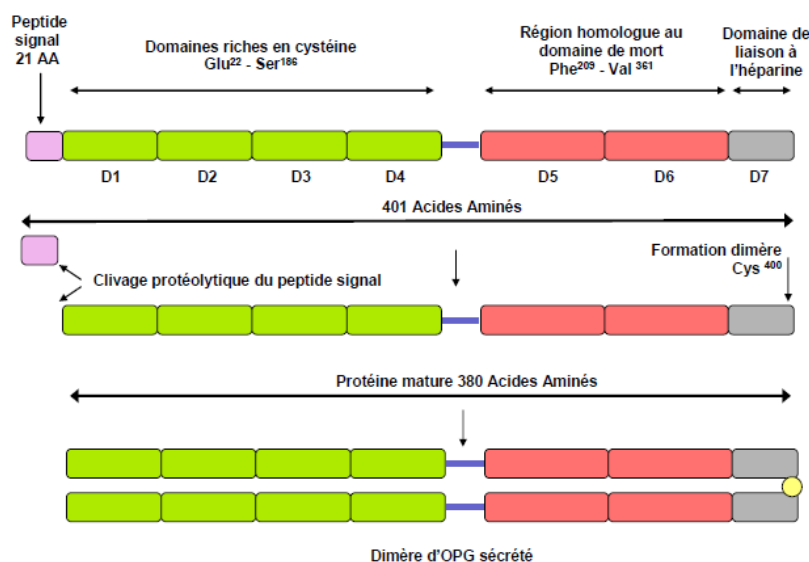 Peptide
signal
21 AA
Domaines riches en cystéine
Glu²² - Ser¹⁸⁶
Région homologue au
domaine de mort
Phe²⁰⁹ - Val ³⁶¹
Domaine de
liaison à
l'héparine
D1 D2 D3 D4 D5 D6 D7
401 Acides Aminés
Clivage protéolytique du peptide signal
Formation dimère
Cys ⁴⁰⁰
Protéine mature 380 Acides Aminés
Dimère d'OPG sécrété